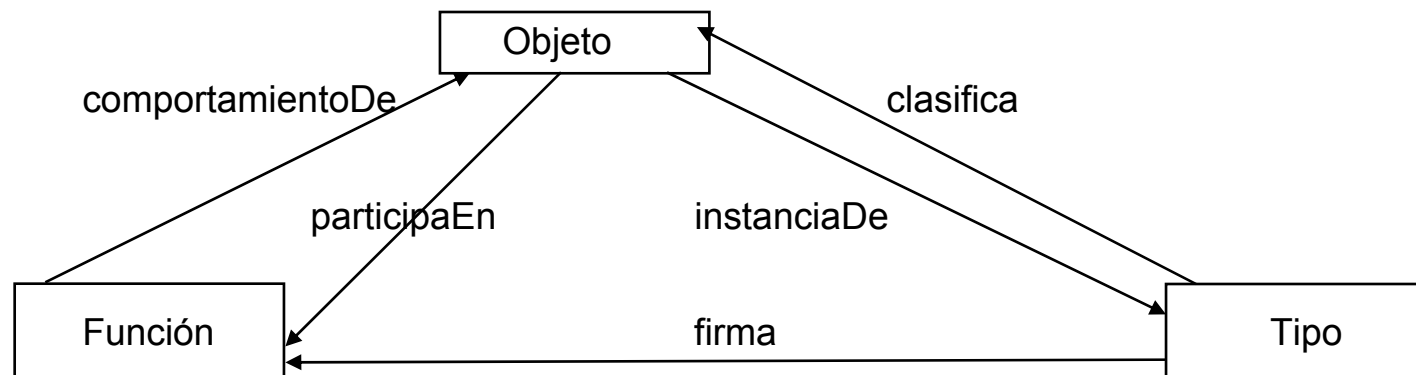 Objeto
comportamientoDe
clasifica
participaEn
instanciaDe
Función
firma
Tipo